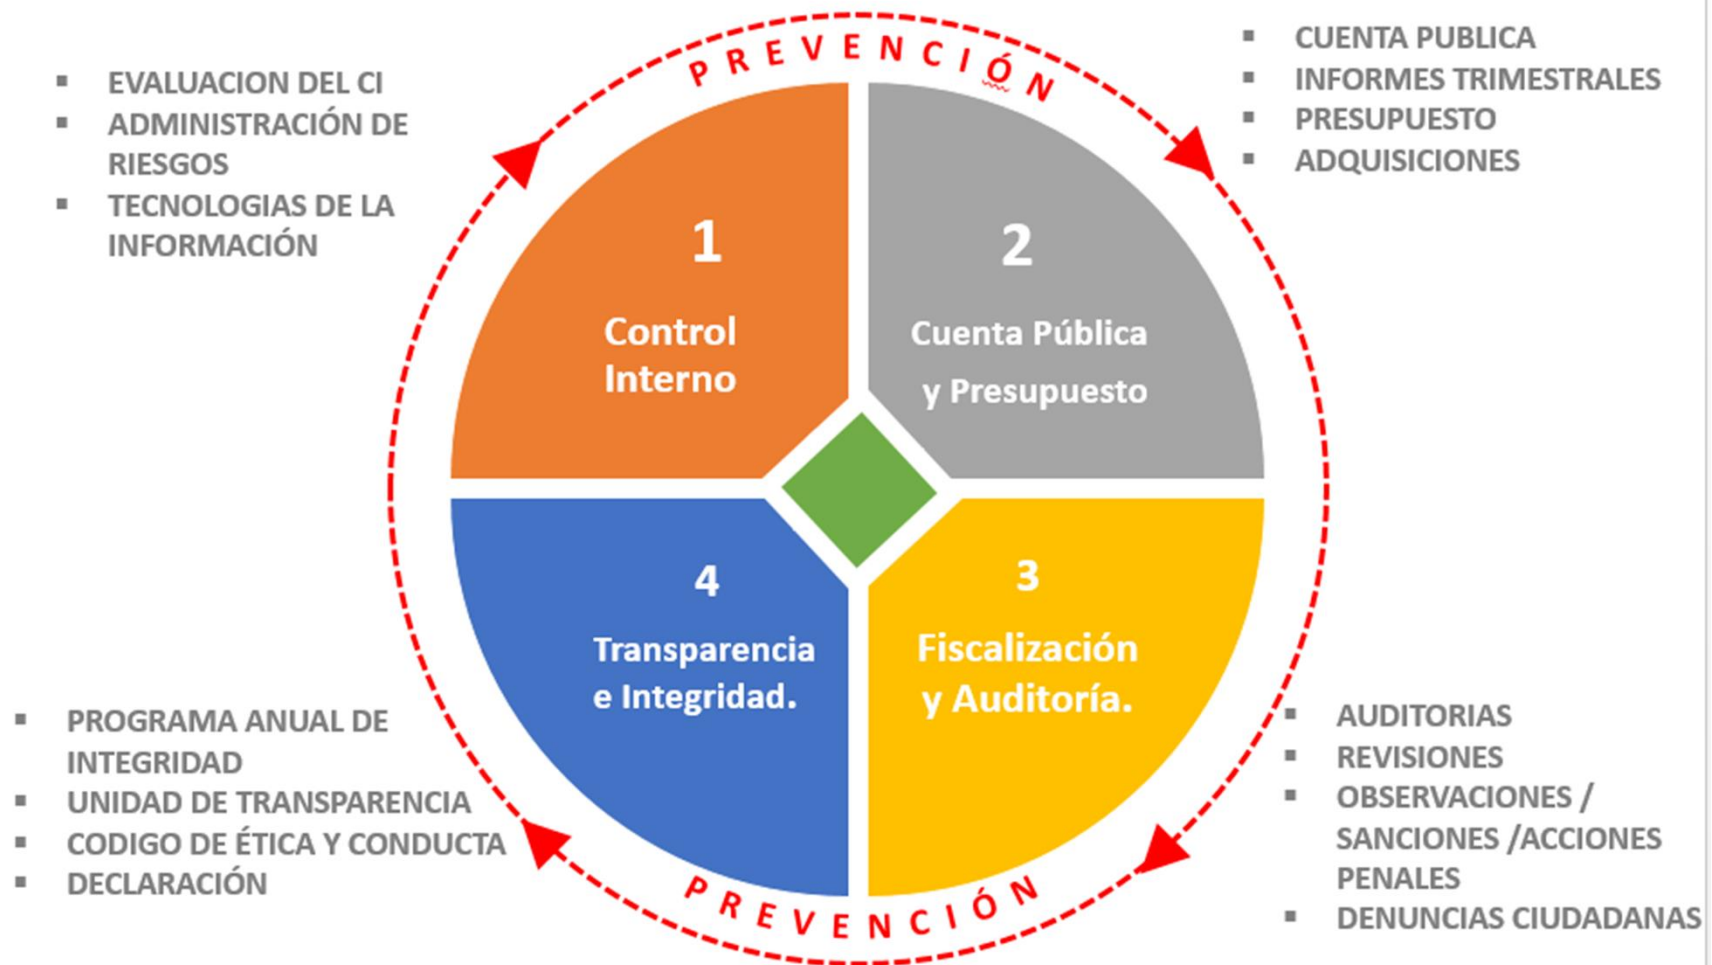 PREVENCIÓN
▪ EVALUACION DEL CI
▪ ADMINISTRACIÓN DE
RIESGOS
▪ TECNOLOGIAS DE LA
INFORMACIÓN
▪ CUENTA PUBLICA
▪ INFORMES TRIMESTRALES
▪ PRESUPUESTO
▪ ADQUISICIONES
1
Control
Interno
2
Cuenta Pública
y Presupuesto
4
Transparencia
e Integridad.
3
Fiscalización
y Auditoría.
▪ PROGRAMA ANUAL DE
INTEGRIDAD
▪ UNIDAD DE TRANSPARENCIA
▪ CODIGO DE ÉTICA Y CONDUCTA
▪ DECLARACIÓN
▪ AUDITORIAS
▪ REVISIONES
▪ OBSERVACIONES /
SANCIONES /ACCIONES
PENALES
▪ DENUNCIAS CIUDADANAS
PREVENCIÓN